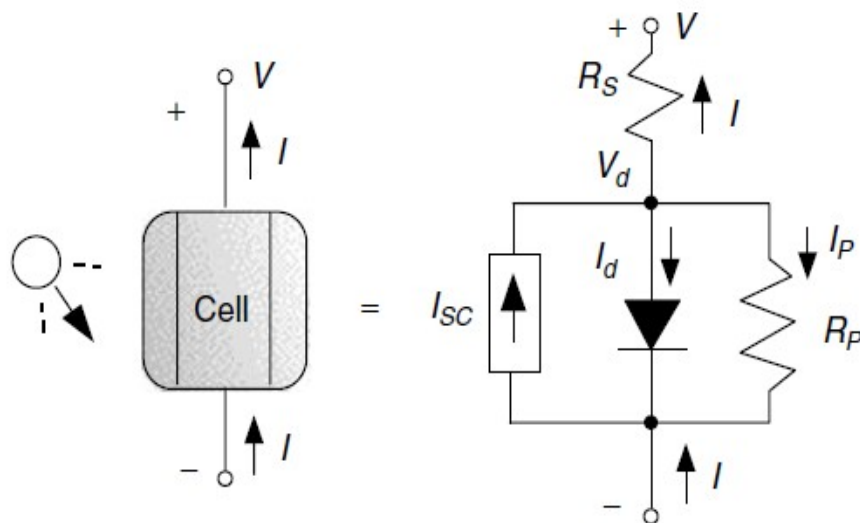 + V
I
Cell
− I
=
+ V
R_S
I
V_d
I_SC
I_d
I_P
R_P
I
−